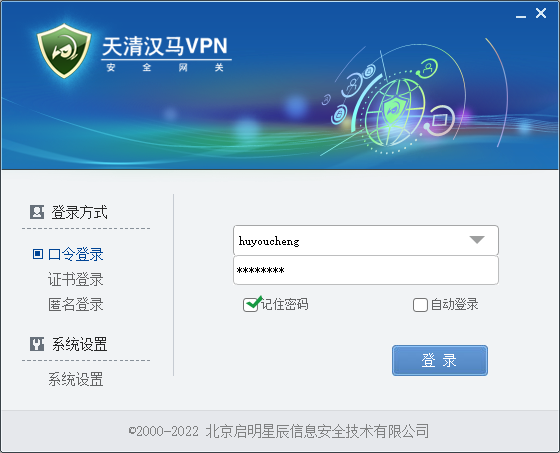 天清汉马VPN
安全网关
登录方式
口令登录
证书登录
匿名登录
系统设置
系统设置
huyoucheng
********
记住密码
自动登录
登 录
©2000-2022 北京启明星辰信息安全技术有限公司